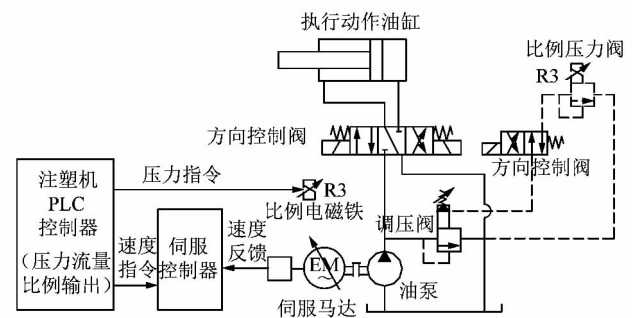 执行动作油缸
比例压力阀
R3
方向控制阀
方向控制阀
注塑机
PLC
控制器
(压力流量
比例输出)
压力指令
R3
比例电磁铁
调压阀
速度
指令
伺服
控制器
速度
反馈
EM
伺服马达
油泵